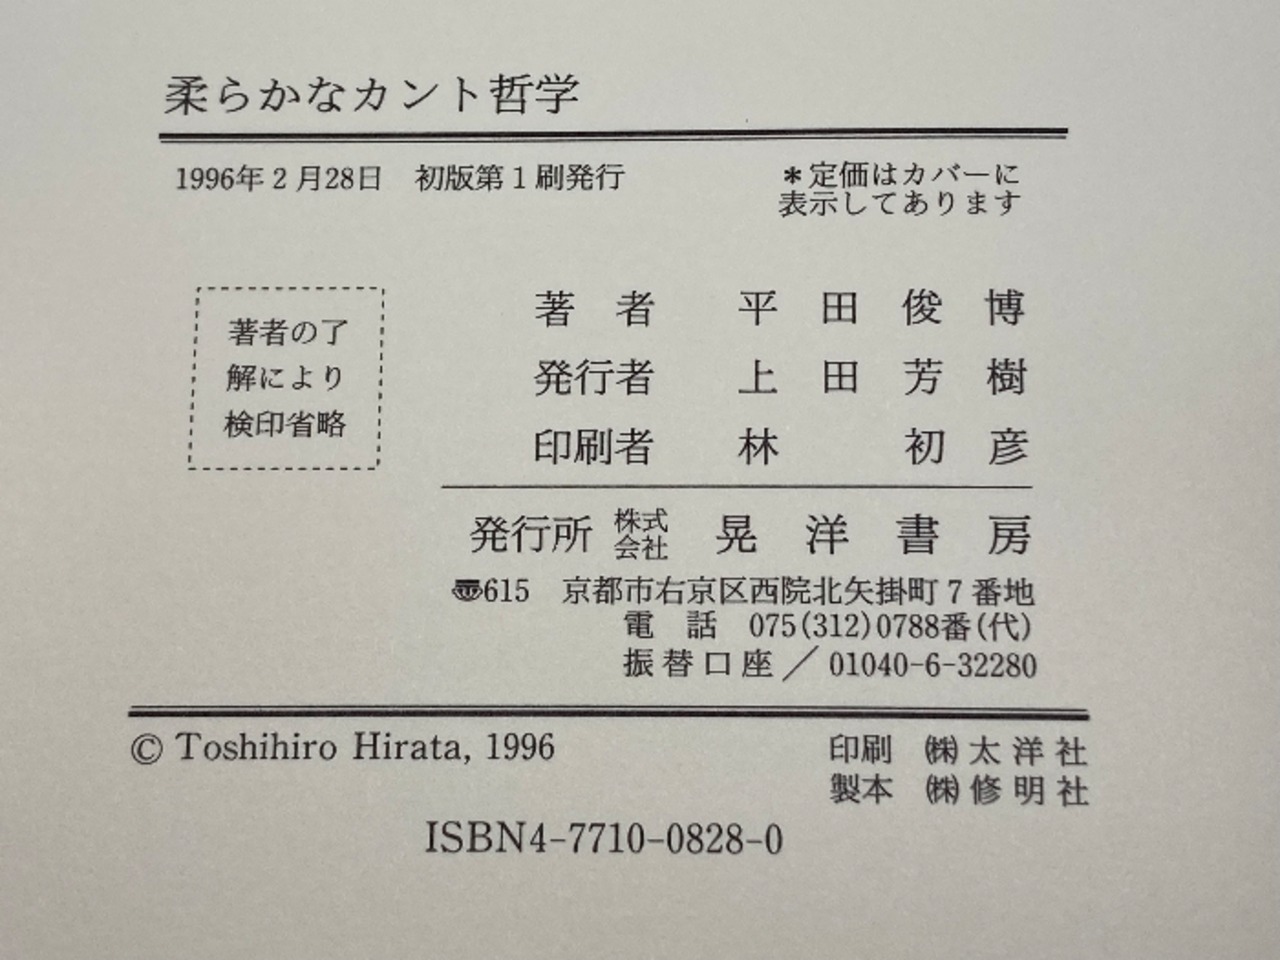 柔らかなカント哲学
1996年2月28日　初版第1刷発行
＊定価はカバーに
表示してあります
著者の了
解により
検印省略
著　者　平　田　俊　博
発行者　上　田　芳　樹
印刷者　林　　　初　彦
発行所　株式会社　晃　洋　書　房
〠615　京都市右京区西院北矢掛町7番地
電　話　075(312)0788番(代)
振替口座／01040-6-32280
© Toshihiro Hirata, 1996
印刷　㈱太洋社
製本　㈱修明社
ISBN4-7710-0828-0